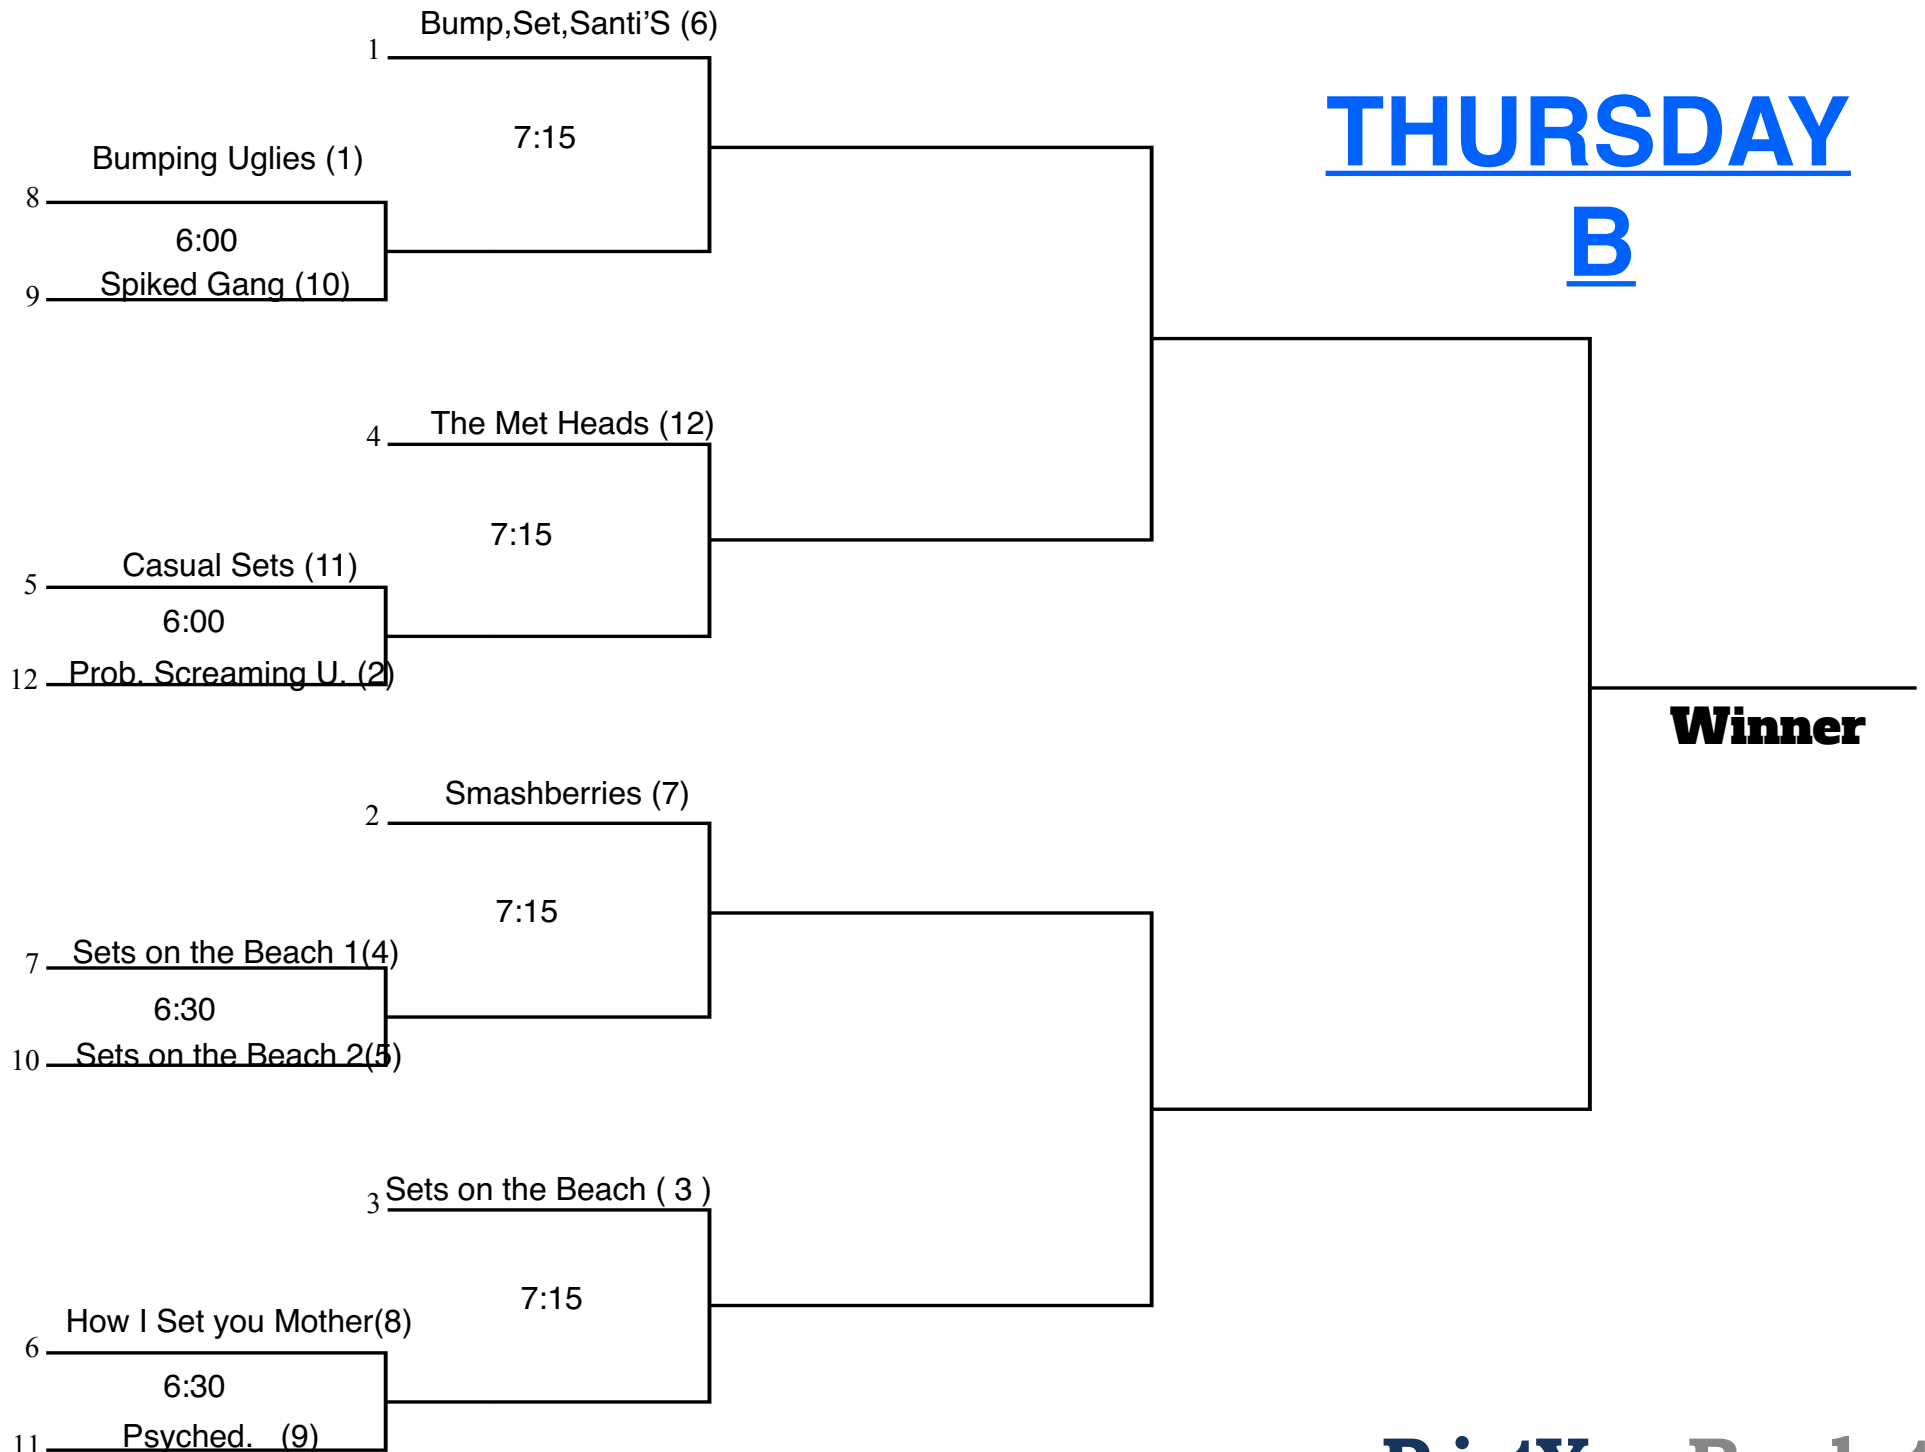 Bump,Set,Santi'S (6)
1
THURSDAY
B
7:15
Bumping Uglies (1)
8
6:00
Spiked Gang (10)
9
The Met Heads (12)
4
7:15
Casual Sets (11)
5
6:00
Prob. Screaming U. (2)
12
Winner
Smashberries (7)
2
7:15
Sets on the Beach 1(4)
7
6:30
Sets on the Beach 2(5)
10
Sets on the Beach ( 3 )
3
7:15
How I Set you Mother(8)
6
6:30
Psyched. (9)
11